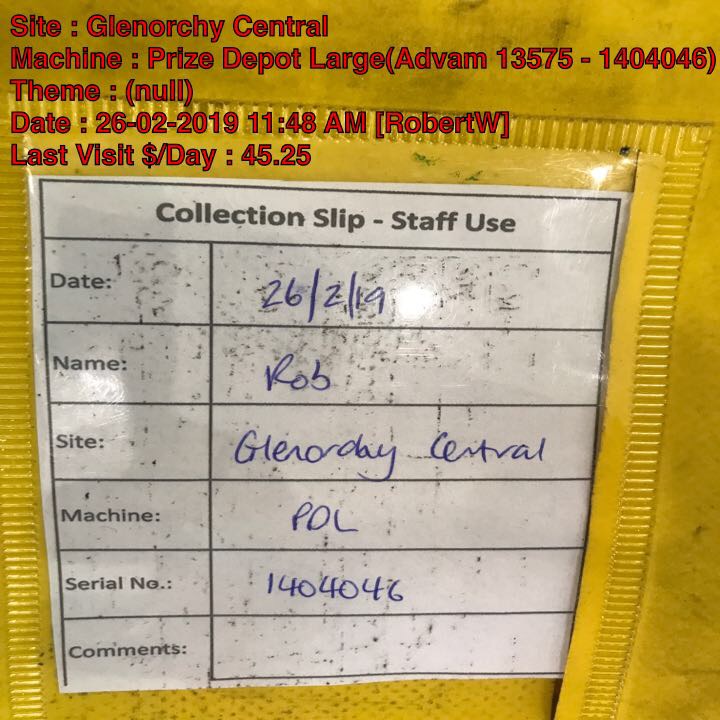 Site : Glenorchy Central
Machine : Prize Depot Large(Advam 13575 - 1404046)
Theme : (null)
Date : 26-02-2019 11:48 AM [RobertW]
Last Visit $/Day : 45.25
Collection Slip - Staff Use
Date: 26/2/19
Name: Rob
Site: Glenorchy Central
Machine: PDL
Serial No.: 1404046
Comments: